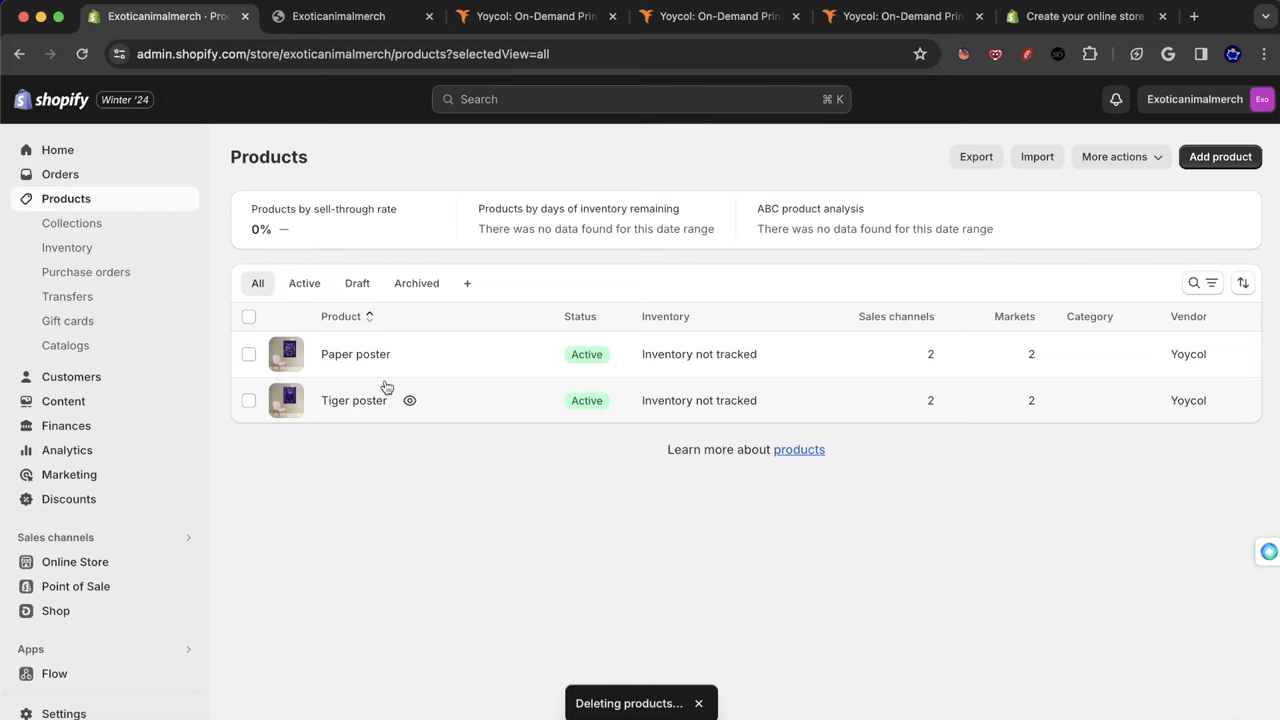 Exoticanimalmerch · Pro
Exoticanimalmerch
Yoycol: On-Demand Prin
Yoycol: On-Demand Prin
Yoycol: On-Demand Prin
Create your online store
admin.shopify.com/store/exoticanimalmerch/products?selectedView=all
shopify
Winter '24
Search
⌘ K
Exoticanimalmerch
Exo
Home
Orders
Products
Collections
Inventory
Purchase orders
Transfers
Gift cards
Catalogs
Customers
Content
Finances
Analytics
Marketing
Discounts
Sales channels
Online Store
Point of Sale
Shop
Apps
Flow
Settings
Products
Export
Import
More actions
Add product
Products by sell-through rate
0% —
Products by days of inventory remaining
There was no data found for this date range
ABC product analysis
There was no data found for this date range
All
Active
Draft
Archived
+
Product Status Inventory Sales channels Markets Category Vendor
Paper poster Active Inventory not tracked 2 2 Yoycol
Tiger poster Active Inventory not tracked 2 2 Yoycol
Learn more about products
Deleting products...